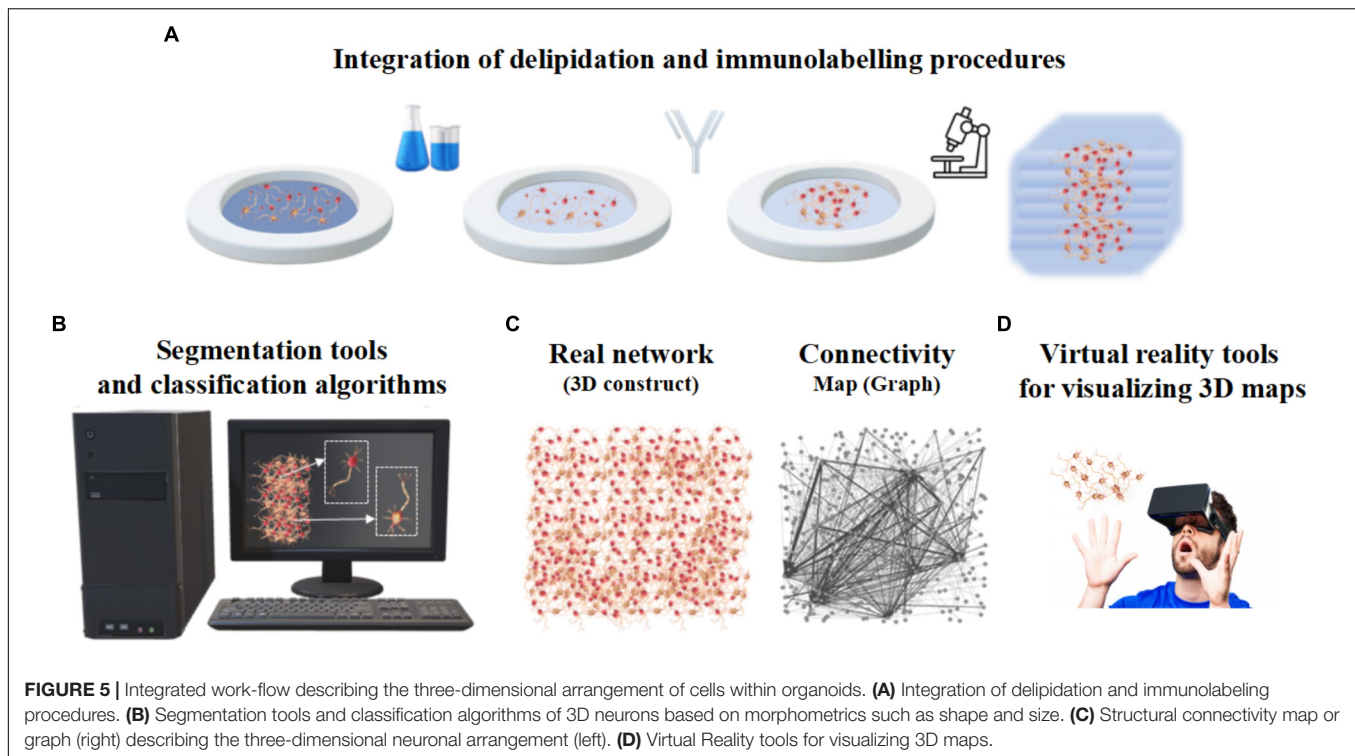 A
Integration of delipidation and immunolabelling procedures
B
Segmentation tools
and classification algorithms
C
Real network
(3D construct)
Connectivity
Map (Graph)
D
Virtual reality tools
for visualizing 3D maps
FIGURE 5 | Integrated work-flow describing the three-dimensional arrangement of cells within organoids. (A) Integration of delipidation and immunolabeling
procedures. (B) Segmentation tools and classification algorithms of 3D neurons based on morphometrics such as shape and size. (C) Structural connectivity map or
graph (right) describing the three-dimensional neuronal arrangement (left). (D) Virtual Reality tools for visualizing 3D maps.